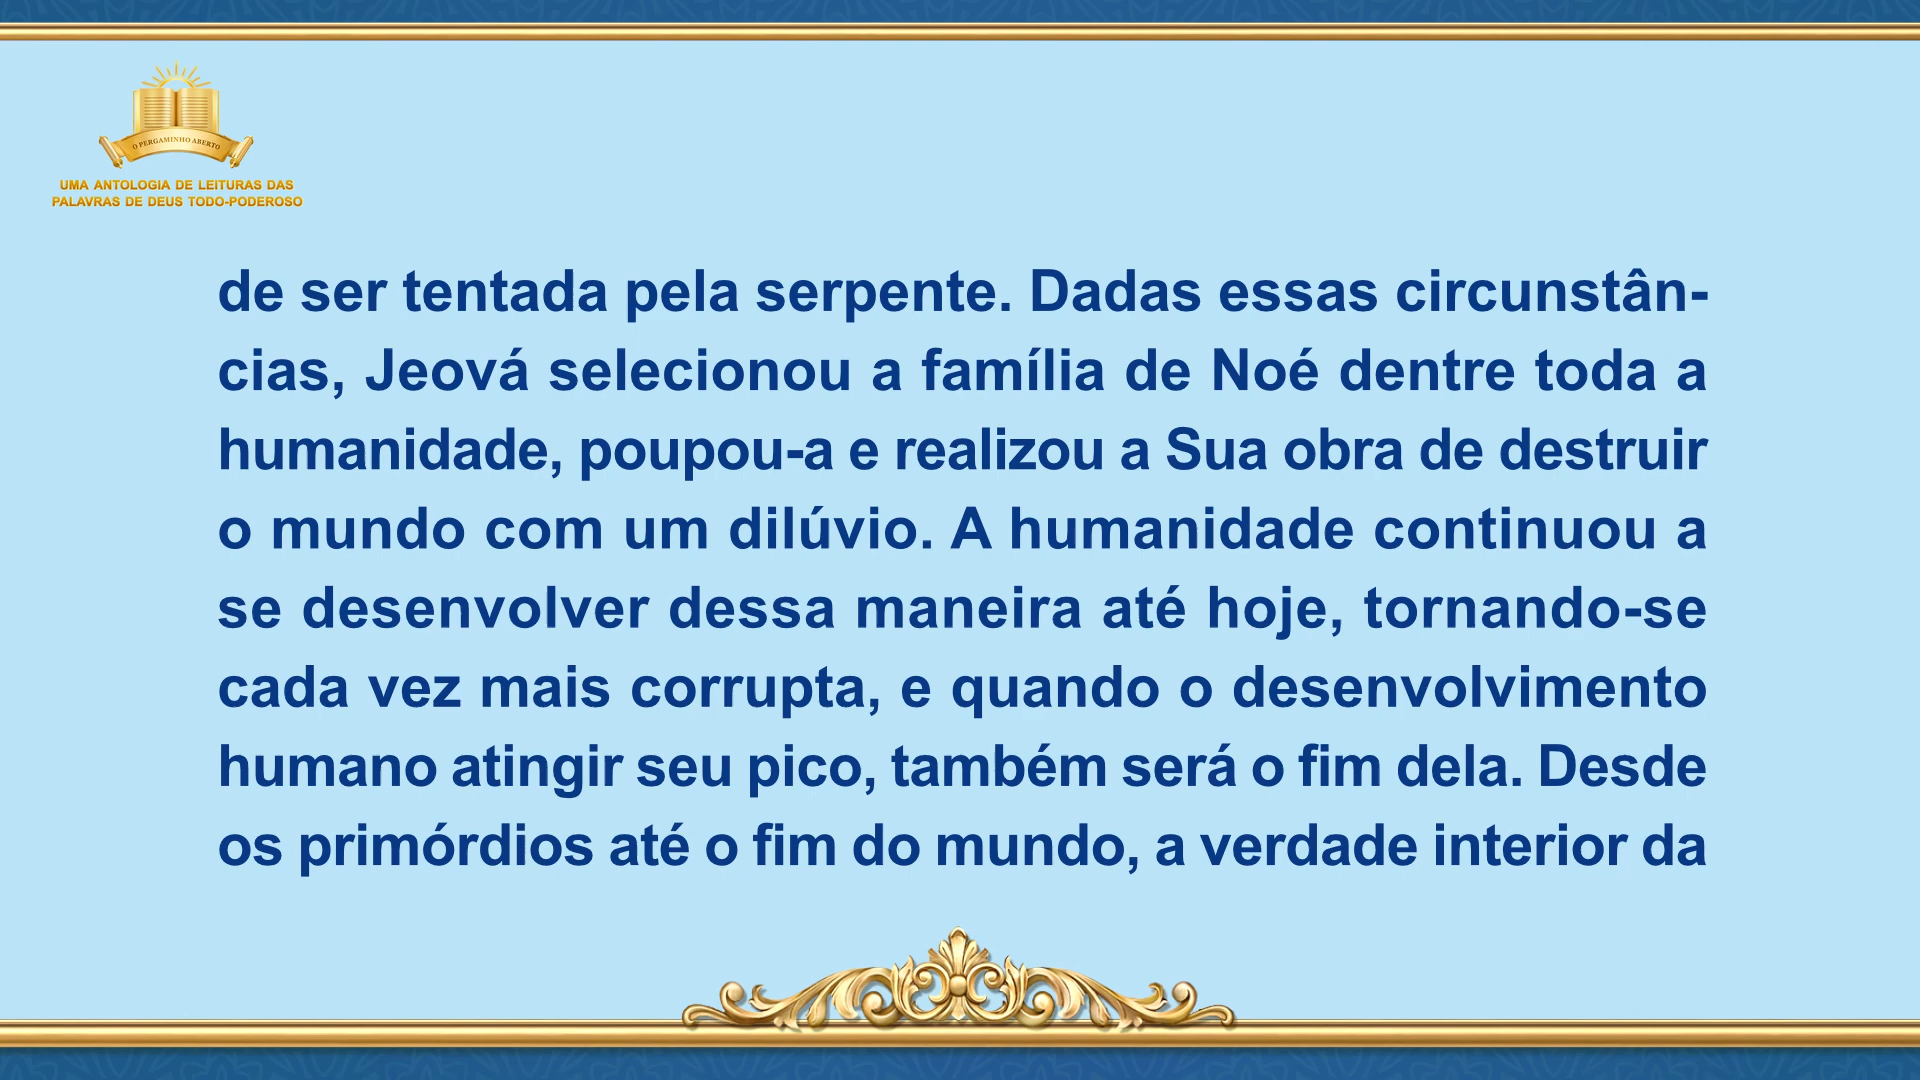 O PERGAMINHO ABERTO
UMA ANTOLOGIA DE LEITURAS DAS
PALAVRAS DE DEUS TODO-PODEROSO
de ser tentada pela serpente. Dadas essas circunstân-
cias, Jeová selecionou a família de Noé dentre toda a
humanidade, poupou-a e realizou a Sua obra de destruir
o mundo com um dilúvio. A humanidade continuou a
se desenvolver dessa maneira até hoje, tornando-se
cada vez mais corrupta, e quando o desenvolvimento
humano atingir seu pico, também será o fim dela. Desde
os primórdios até o fim do mundo, a verdade interior da